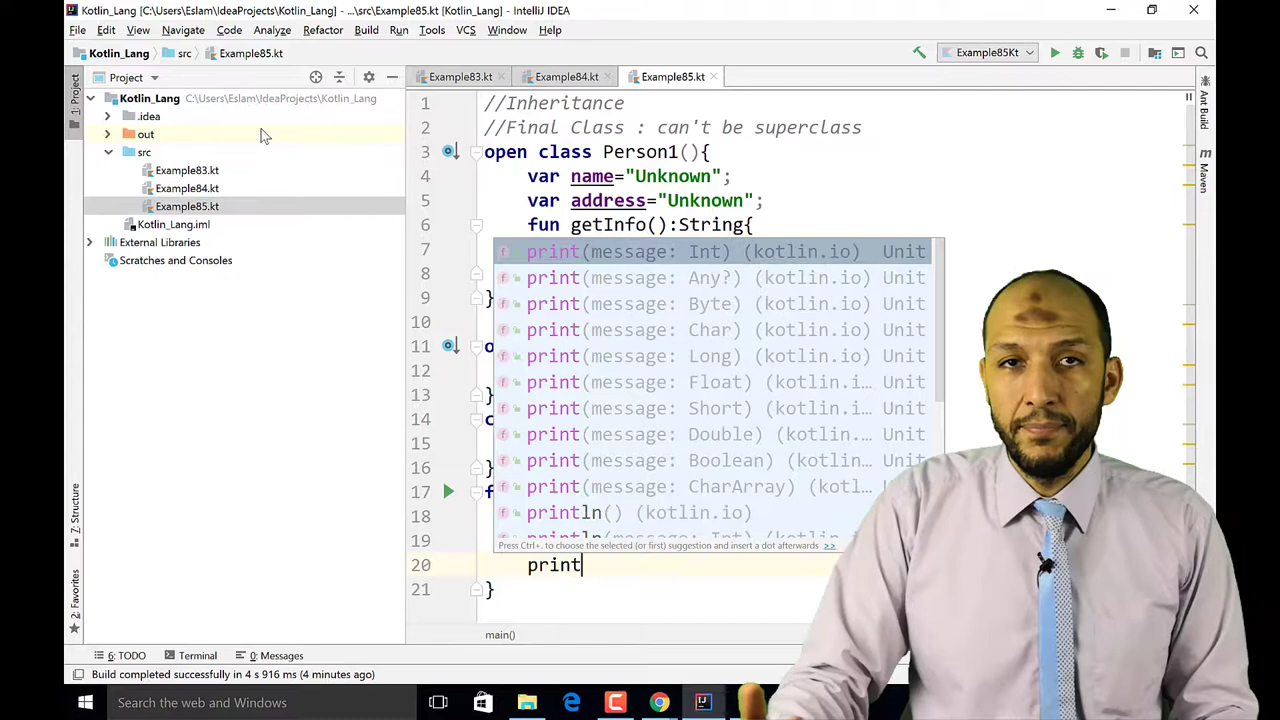 Kotlin_Lang [C:\Users\Eslam\IdeaProjects\Kotlin_Lang] - ...\src\Example85.kt [Kotlin_Lang] - IntelliJ IDEA
File Edit View Navigate Code Analyze Refactor Build Run Tools VCS Window Help
Kotlin_Lang src Example85.kt Example85Kt
1: Project
Project
Example83.kt Example84.kt Example85.kt
Kotlin_Lang C:\Users\Eslam\IdeaProjects\Kotlin_Lang
.idea
out
src
Example83.kt
Example84.kt
Example85.kt
Kotlin_Lang.iml
External Libraries
Scratches and Consoles
1 //Inheritance
2 //Final Class : can't be superclass
3 open class Person1(){
4 var name="Unknown";
5 var address="Unknown";
6 fun getInfo():String{
7
8
9 }
10
11 o
12
13 }
14 c
15
16 }
17 f
18
19
20 print
21 }
print(message: Int) (kotlin.io) Unit
print(message: Any?) (kotlin.io) Unit
print(message: Byte) (kotlin.io) Unit
print(message: Char) (kotlin.io) Unit
print(message: Long) (kotlin.io) Unit
print(message: Float) (kotlin.i... Unit
print(message: Short) (kotlin.i... Unit
print(message: Double) (kotlin.... Unit
print(message: Boolean) (kotlin... Unit
print(message: CharArray) (kotl... Unit
println() (kotlin.io) Unit
println(message: Int) (kotlin.io) Unit
Press Ctrl+. to choose the selected (or first) suggestion and insert a dot afterwards >>
main()
Ant Build
m
Maven
7: Structure
2: Favorites
6: TODO Terminal 0: Messages
Build completed successfully in 4 s 916 ms (4 minutes ago)
Search the web and Windows